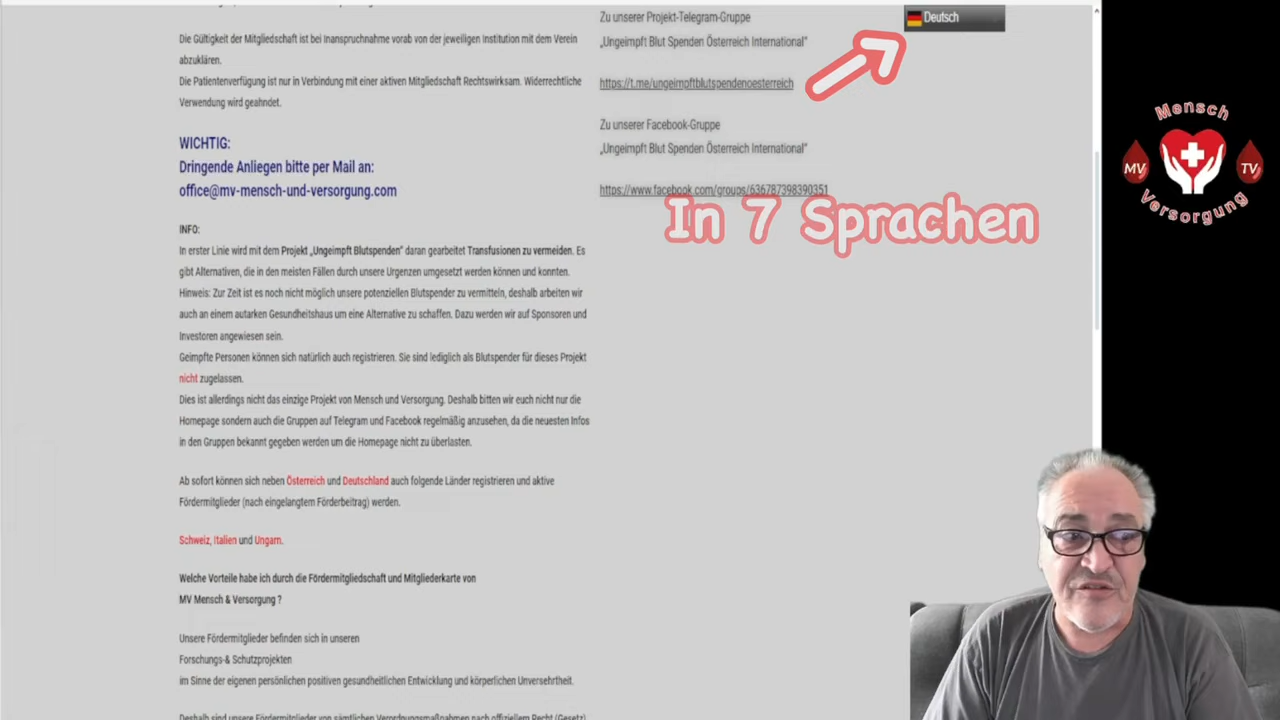 Die Gültigkeit der Mitgliedschaft ist bei Inanspruchnahme vorab von der jeweiligen Institution mit dem Verein
abzuklären.
Die Patientenverfügung ist nur in Verbindung mit einer aktiven Mitgliedschaft Rechtswirksam. Widerrechtliche
Verwendung wird geahndet.
WICHTIG:
Dringende Anliegen bitte per Mail an:
office@mv-mensch-und-versorgung.com
INFO:
In erster Linie wird mit dem Projekt „Ungeimpft Blutspenden" daran gearbeitet Transfusionen zu vermeiden. Es
gibt Alternativen, die in den meisten Fällen durch unsere Urgenzen umgesetzt werden können und konnten.
Hinweis: Zur Zeit ist es noch nicht möglich unsere potenziellen Blutspender zu vermitteln, deshalb arbeiten wir
auch an einem autarken Gesundheitshaus um eine Alternative zu schaffen. Dazu werden wir auf Sponsoren und
Investoren angewiesen sein.
Geimpfte Personen können sich natürlich auch registrieren. Sie sind lediglich als Blutspender für dieses Projekt
nicht zugelassen.
Dies ist allerdings nicht das einzige Projekt von Mensch und Versorgung. Deshalb bitten wir euch nicht nur die
Homepage sondern auch die Gruppen auf Telegram und Facebook regelmäßig anzusehen, da die neuesten Infos
in den Gruppen bekannt gegeben werden um die Homepage nicht zu überlasten.
Ab sofort können sich neben Österreich und Deutschland auch folgende Länder registrieren und aktive
Fördermitglieder (nach eingelangtem Förderbeitrag) werden.
Schweiz, Italien und Ungarn.
Welche Vorteile habe ich durch die Fördermitgliedschaft und Mitgliederkarte von
MV Mensch & Versorgung ?
Unsere Fördermitglieder befinden sich in unseren
Forschungs-& Schutzprojekten
im Sinne der eigenen persönlichen positiven gesundheitlichen Entwicklung und körperlichen Unversehrtheit.
Deshalb sind unsere Fördermitglieder von sämtlichen Verordnungsmaßnahmen nach offiziellem Recht (Gesetz)
Zu unserer Projekt-Telegram-Gruppe
„Ungeimpft Blut Spenden Österreich International"
https://t.me/ungeimpftblutspendenoesterreich
Zu unserer Facebook-Gruppe
„Ungeimpft Blut Spenden Österreich International"
https://www.facebook.com/groups/636787398390351
In 7 Sprachen
Deutsch
Mensch
MV TV
Versorgung